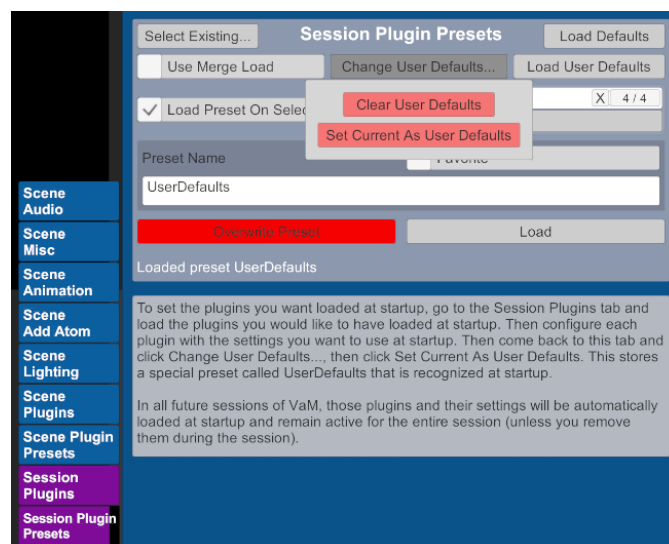 Select Existing...
Session Plugin Presets
Load Defaults
Use Merge Load
Change User Defaults...
Load User Defaults
Load Preset On Selec
Clear User Defaults
X
4 / 4
Set Current As User Defaults
Preset Name
Favorite
UserDefaults
Overwrite Preset
Load
Loaded preset UserDefaults
To set the plugins you want loaded at startup, go to the Session Plugins tab and
load the plugins you would like to have loaded at startup. Then configure each
plugin with the settings you want to use at startup. Then come back to this tab and
click Change User Defaults..., then click Set Current As User Defaults. This stores
a special preset called UserDefaults that is recognized at startup.
In all future sessions of VaM, those plugins and their settings will be automatically
loaded at startup and remain active for the entire session (unless you remove
them during the session).
Scene
Audio
Scene
Misc
Scene
Animation
Scene
Add Atom
Scene
Lighting
Scene
Plugins
Scene Plugin
Presets
Session
Plugins
Session Plugin
Presets